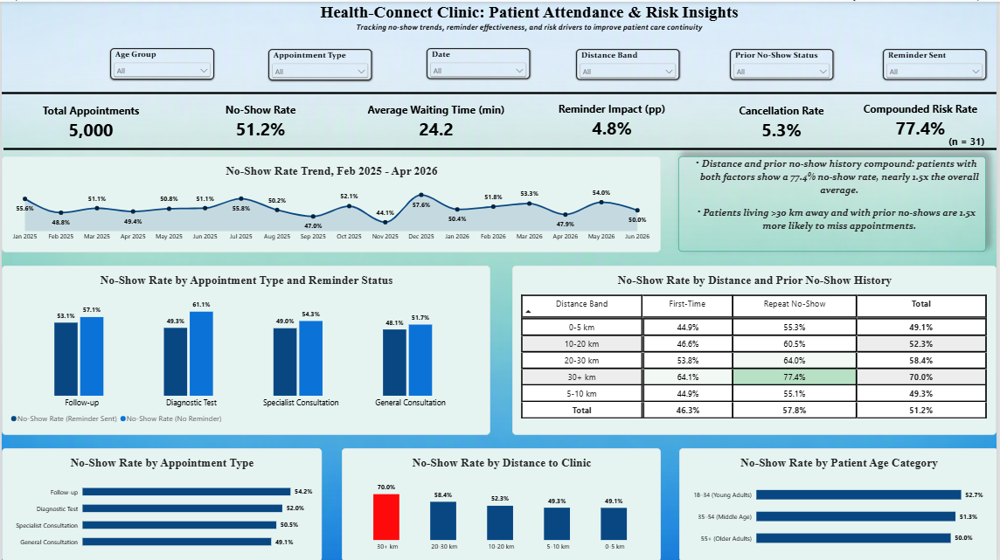 Health-Connect Clinic: Patient Attendance & Risk Insights
Tracking no-show trends, reminder effectiveness, and risk drivers to improve patient care continuity
Age Group
All
Appointment Type
All
Date
All
Distance Band
All
Prior No-Show Status
All
Reminder Sent
All
Total Appointments
5,000
No-Show Rate
51.2%
Average Waiting Time (min)
24.2
Reminder Impact (pp)
4.8%
Cancellation Rate
5.3%
Compounded Risk Rate
77.4%
(n = 31)
No-Show Rate Trend, Feb 2025 - Apr 2026
55.6%
48.8%
51.1%
49.4%
50.8%
51.1%
55.8%
50.2%
47.0%
52.1%
44.1%
57.6%
50.4%
51.8%
53.3%
47.9%
54.0%
50.0%
Jan 2025 Feb 2025 Mar 2025 Apr 2025 May 2025 Jun 2025 Jul 2025 Aug 2025 Sep 2025 Oct 2025 Nov 2025 Dec 2025 Jan 2026 Feb 2026 Mar 2026 Apr 2026 May 2026 Jun 2026
• Distance and prior no-show history compound: patients with
both factors show a 77.4% no-show rate, nearly 1.5x the overall
average.
• Patients living >30 km away and with prior no-shows are 1.5x
more likely to miss appointments.
No-Show Rate by Appointment Type and Reminder Status
53.1% 57.1% 49.3% 61.1% 49.0% 54.3% 48.1% 51.7%
Follow-up Diagnostic Test Specialist Consultation General Consultation
No-Show Rate (Reminder Sent) No-Show Rate (No Reminder)
No-Show Rate by Distance and Prior No-Show History
Distance Band First-Time Repeat No-Show Total
0-5 km 44.9% 55.3% 49.1%
10-20 km 46.6% 60.5% 52.3%
20-30 km 53.8% 64.0% 58.4%
30+ km 64.1% 77.4% 70.0%
5-10 km 44.9% 55.1% 49.3%
Total 46.3% 57.8% 51.2%
No-Show Rate by Appointment Type
Follow-up 54.2%
Diagnostic Test 52.0%
Specialist Consultation 50.5%
General Consultation 49.1%
No-Show Rate by Distance to Clinic
70.0% 58.4% 52.3% 49.3% 49.1%
30+ km 20-30 km 10-20 km 5-10 km 0-5 km
No-Show Rate by Patient Age Category
18-34 (Young Adults) 52.7%
35-54 (Middle Age) 51.3%
55+ (Older Adults) 50.0%